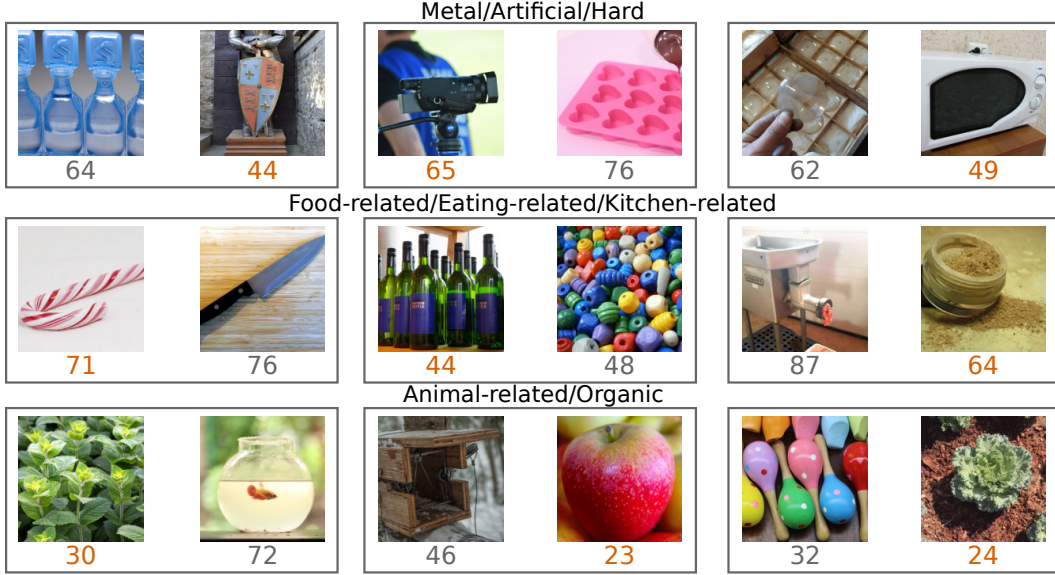 Metal/Artificial/Hard
64 44 65 76 62 49
Food-related/Eating-related/Kitchen-related
71 76 44 48 87 64
Animal-related/Organic
30 72 46 23 32 24